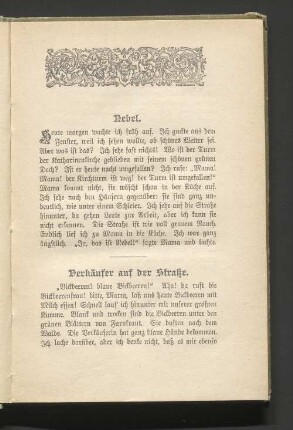 Nebel.
Heute morgen wachte ich früh auf. Ich guckte aus dem
Fenster, weil ich sehen wollte, ob schönes Wetter sei.
Aber was ist das? Ich sehe fast nichts! Wo ist der Turm
der Katharinenkirche geblieben mit seinem schönen grünen
Dach? Ist er heute nacht umgefallen? Ich rufe: „Mama!
Mama! der Kirchturm ist weg! der Turm ist umgefallen!“
Mama kommt nicht, sie wäscht schon in der Küche auf.
Ich sehe nach den Häusern gegenüber sie sind ganz un-
deutlich, wie unter einem Schleier. Ich sehe auf die Straße
hinunter, da gehen Leute zur Arbeit, aber ich kann sie
nicht erkennen. Die Straße ist wie mit Rauch gefüllt.
Endlich lief ich zu Mama in die Küche. Ich war ganz
ängstlich. „Ja, das ist Nebel!“ sagte Mama und lachte.
Verkäufer auf der Straße.
„Bickbeeren! blaue Bickbeeren!“ Aha! da ruft die
Bickbeerenfrau! bitte, Mama, laß uns heute Bickbeeren mit
Milch essen! Schnell lauf' ich hinunter mit unserer großen
Kumme. Blank und trocken sind die Bickbeeren unter den
grünen Blättern von Farnkraut. Sie riechen nach dem
Walde. Die Verkäuferin hat ganz blaue Hände bekommen.
Ich lache darüber, aber ich denke nicht, daß es mir ebenso